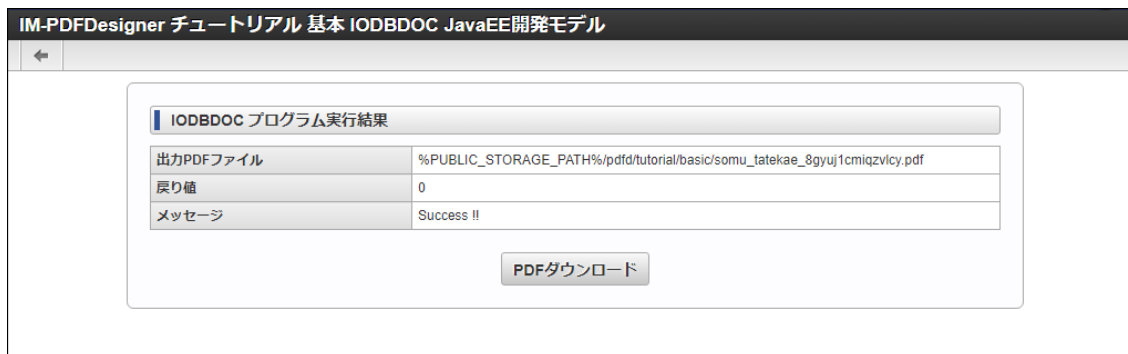 IM-PDFDesigner チュートリアル 基本 IODBDOC JavaEE開発モデル
IODBDOC プログラム実行結果
出力PDFファイル %PUBLIC_STORAGE_PATH%/pdfd/tutorial/basic/somu_tatekae_8gyuj1cmiqzvlcy.pdf
戻り値 0
メッセージ Success !!
PDFダウンロード